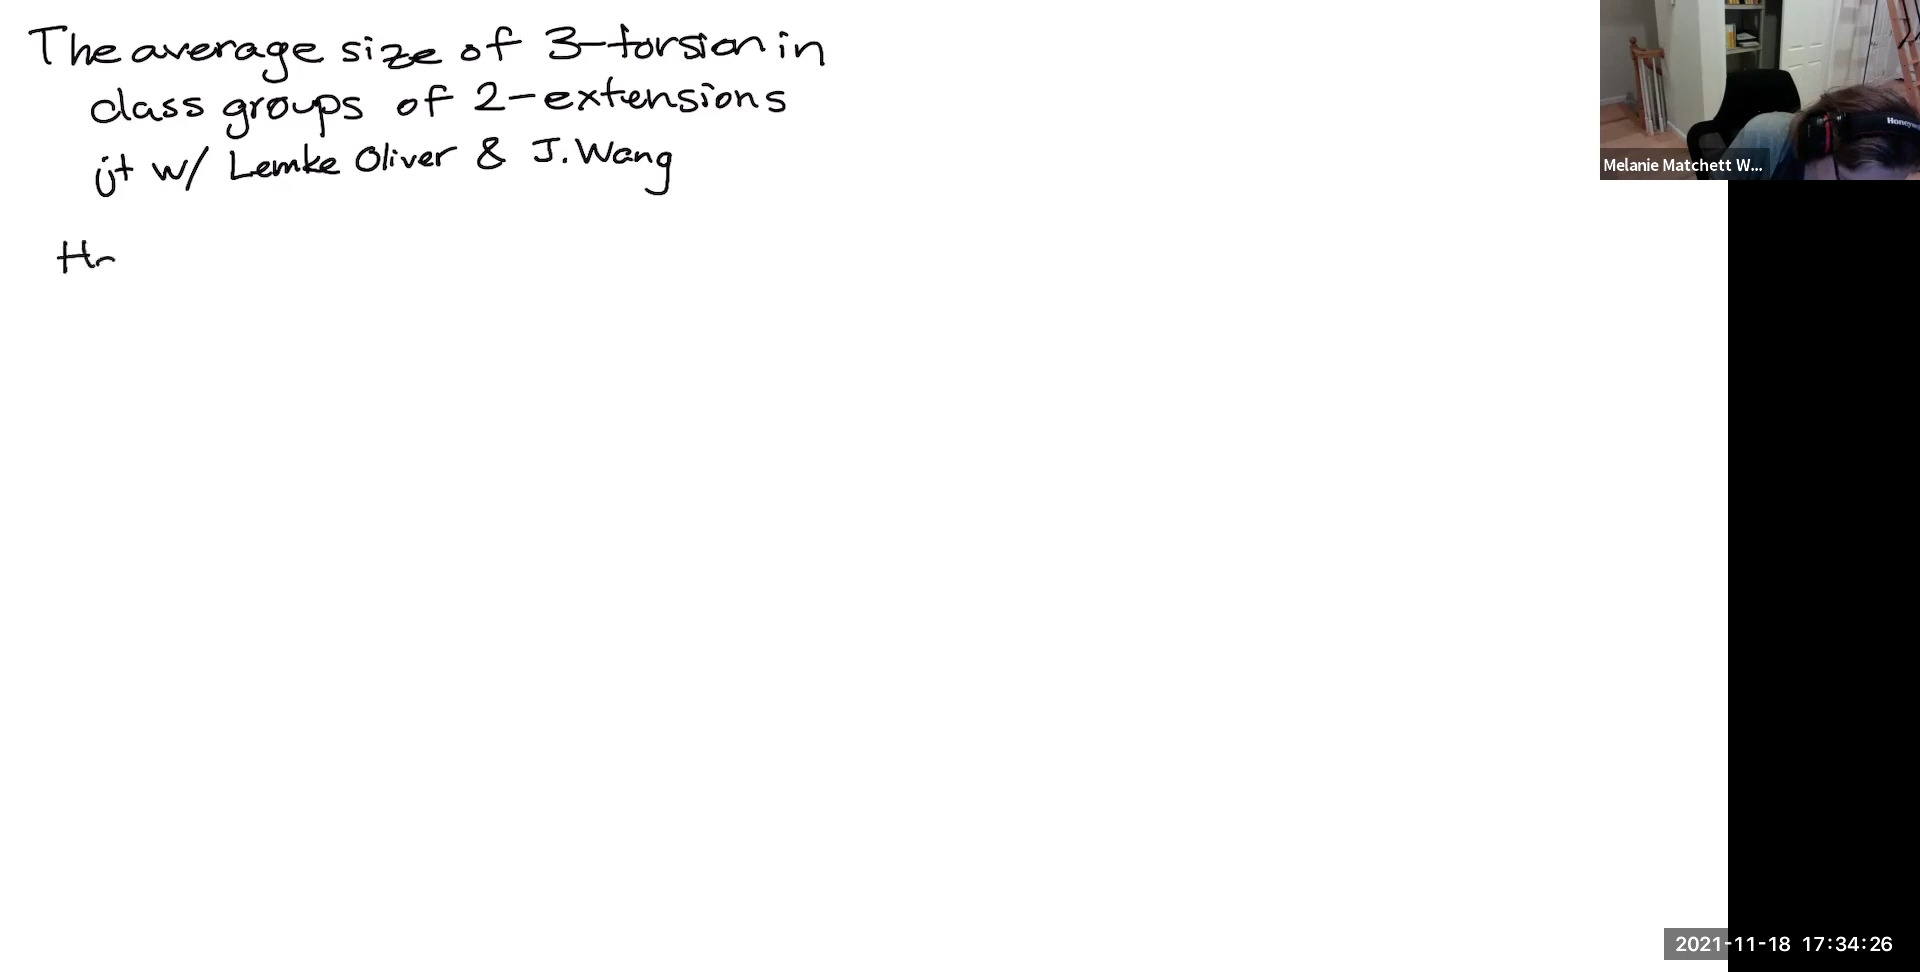 The average size of 3-torsion in
class groups of 2-extensions
jt w/ Lemke Oliver & J. Wang
Melanie Matchett W...
2021-11-18 17:34:26